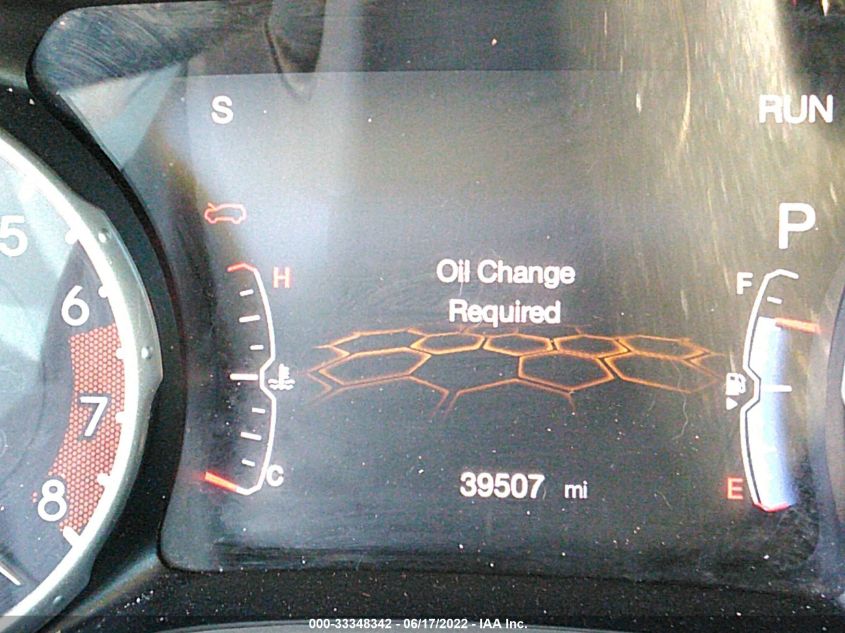 S
RUN
P
5
6
7
8
H
C
Oil Change
Required
F
E
39507 mi
000-33348342 - 06/17/2022 - IAA Inc.